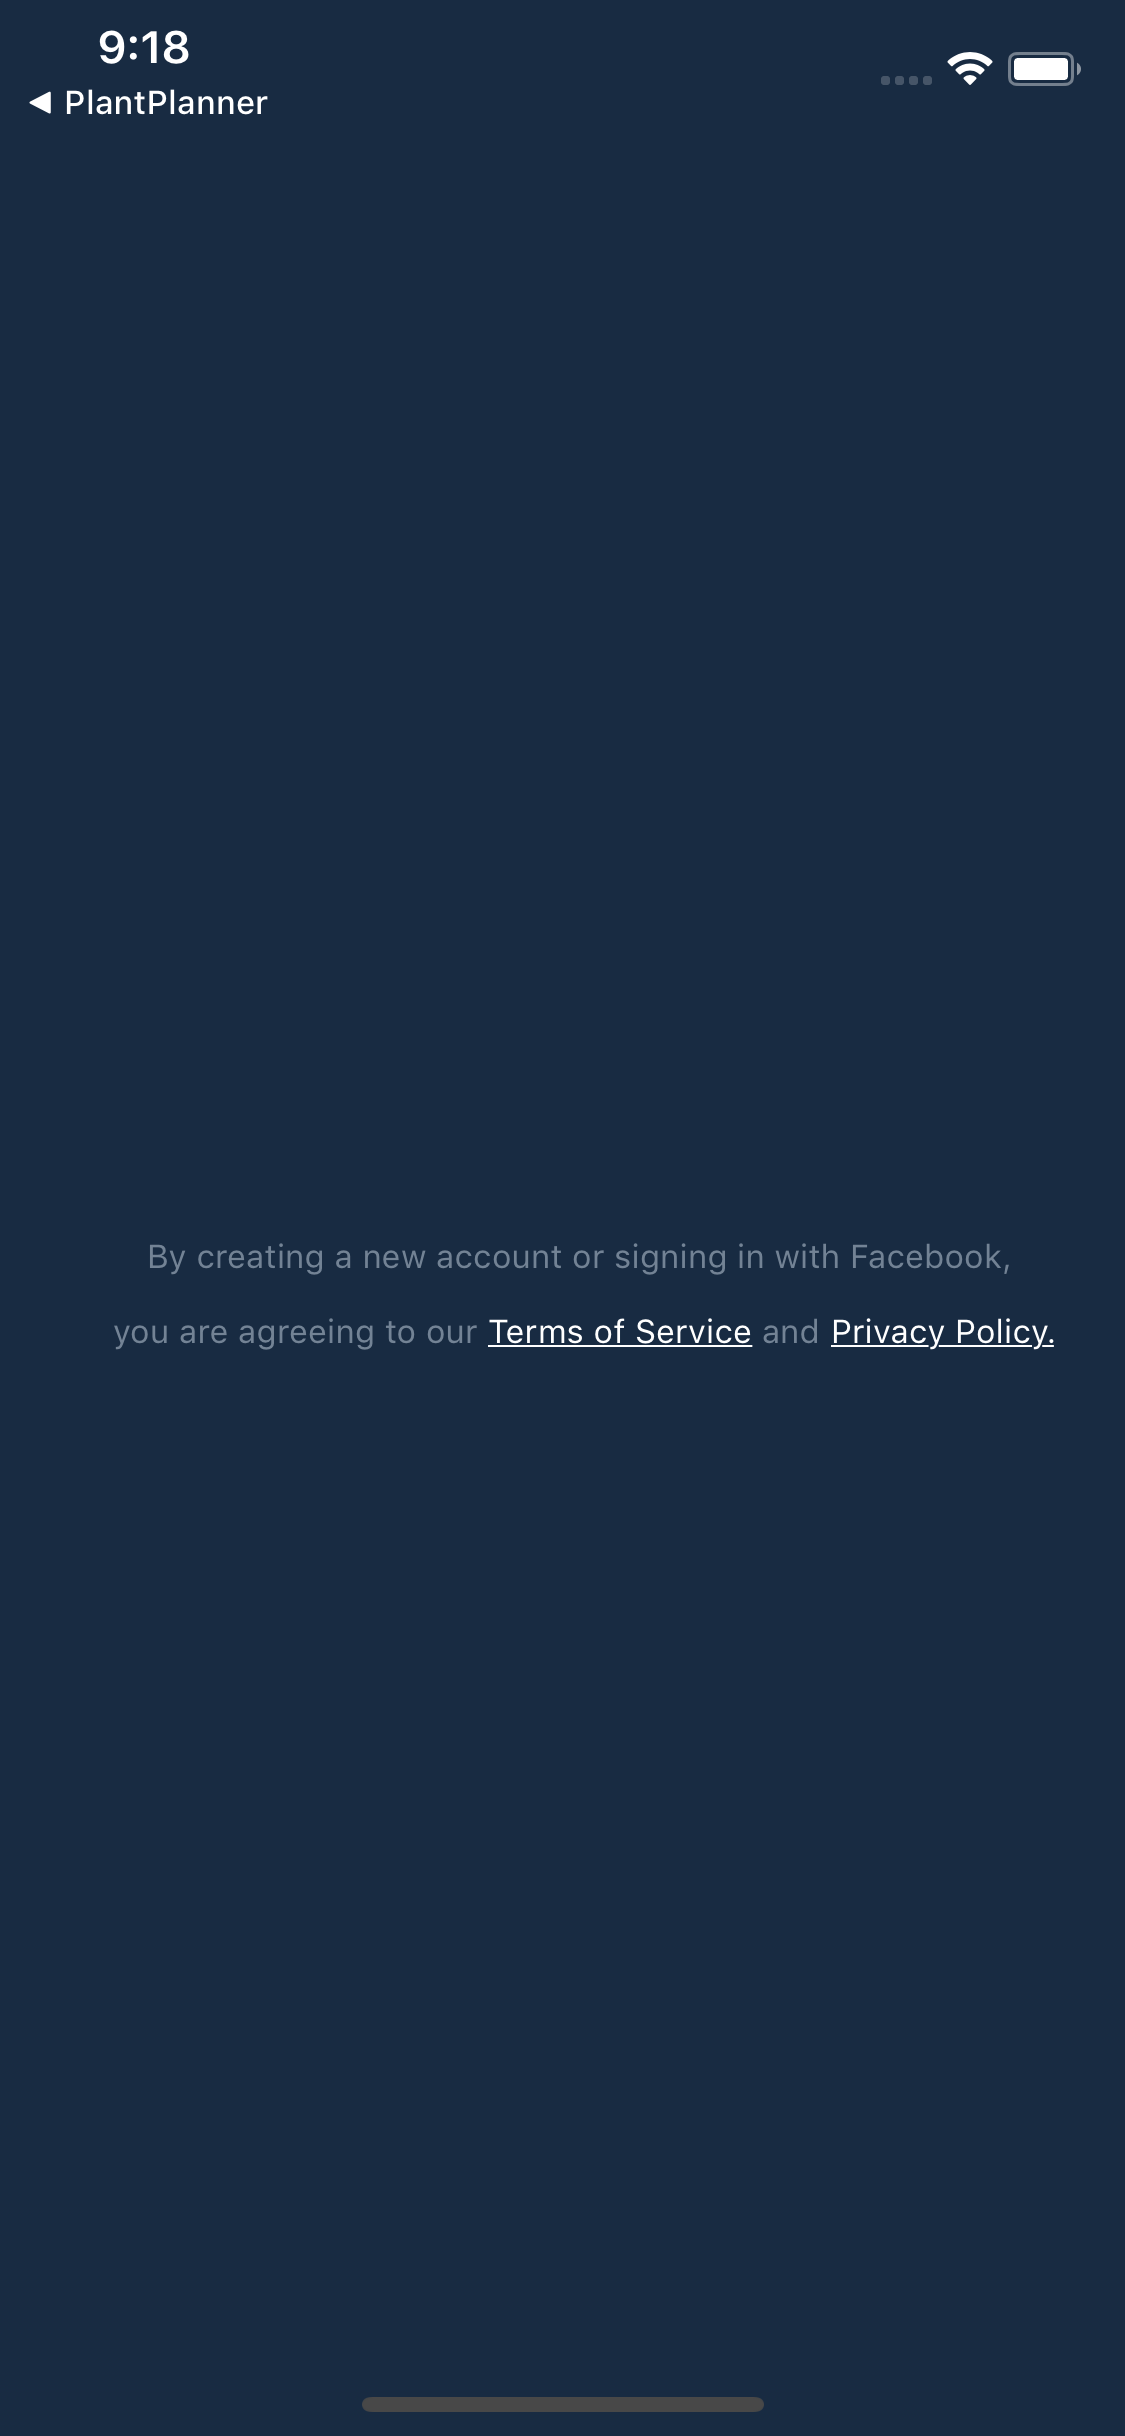 9:18
◀ PlantPlanner
By creating a new account or signing in with Facebook,
you are agreeing to our Terms of Service and Privacy Policy.